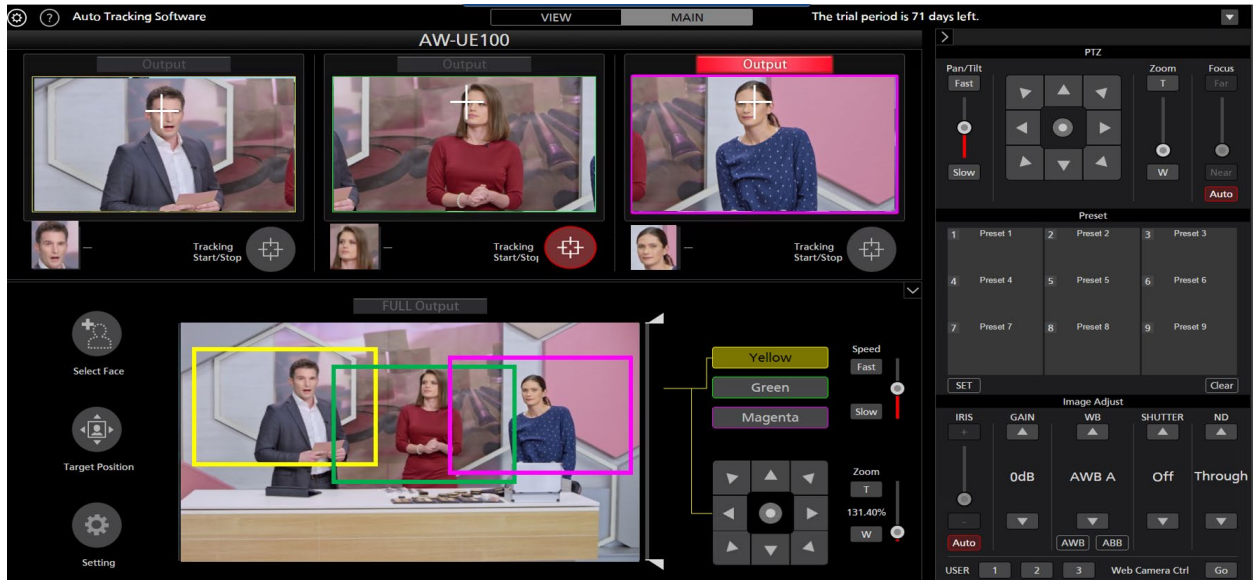 ? Auto Tracking Software
VIEW
MAIN
The trial period is 71 days left.
AW-UE100
Output
Output
Output
Tracking
Start/Stop
Tracking
Start/Stop
Tracking
Start/Stop
FULL Output
Select Face
Target Position
Setting
Yellow
Green
Magenta
Speed
Fast
Slow
Zoom
T
131.40%
W
PTZ
Pan/Tilt
Fast
Slow
Zoom
T
W
Focus
Far
Near
Auto
Preset
1 Preset 1
2 Preset 2
3 Preset 3
4 Preset 4
5 Preset 5
6 Preset 6
7 Preset 7
8 Preset 8
9 Preset 9
SET
Clear
Image Adjust
IRIS
+
-
Auto
GAIN
0dB
WB
AWB A
AWB ABB
SHUTTER
Off
ND
Through
USER 1 2 3 Web Camera Ctrl Go